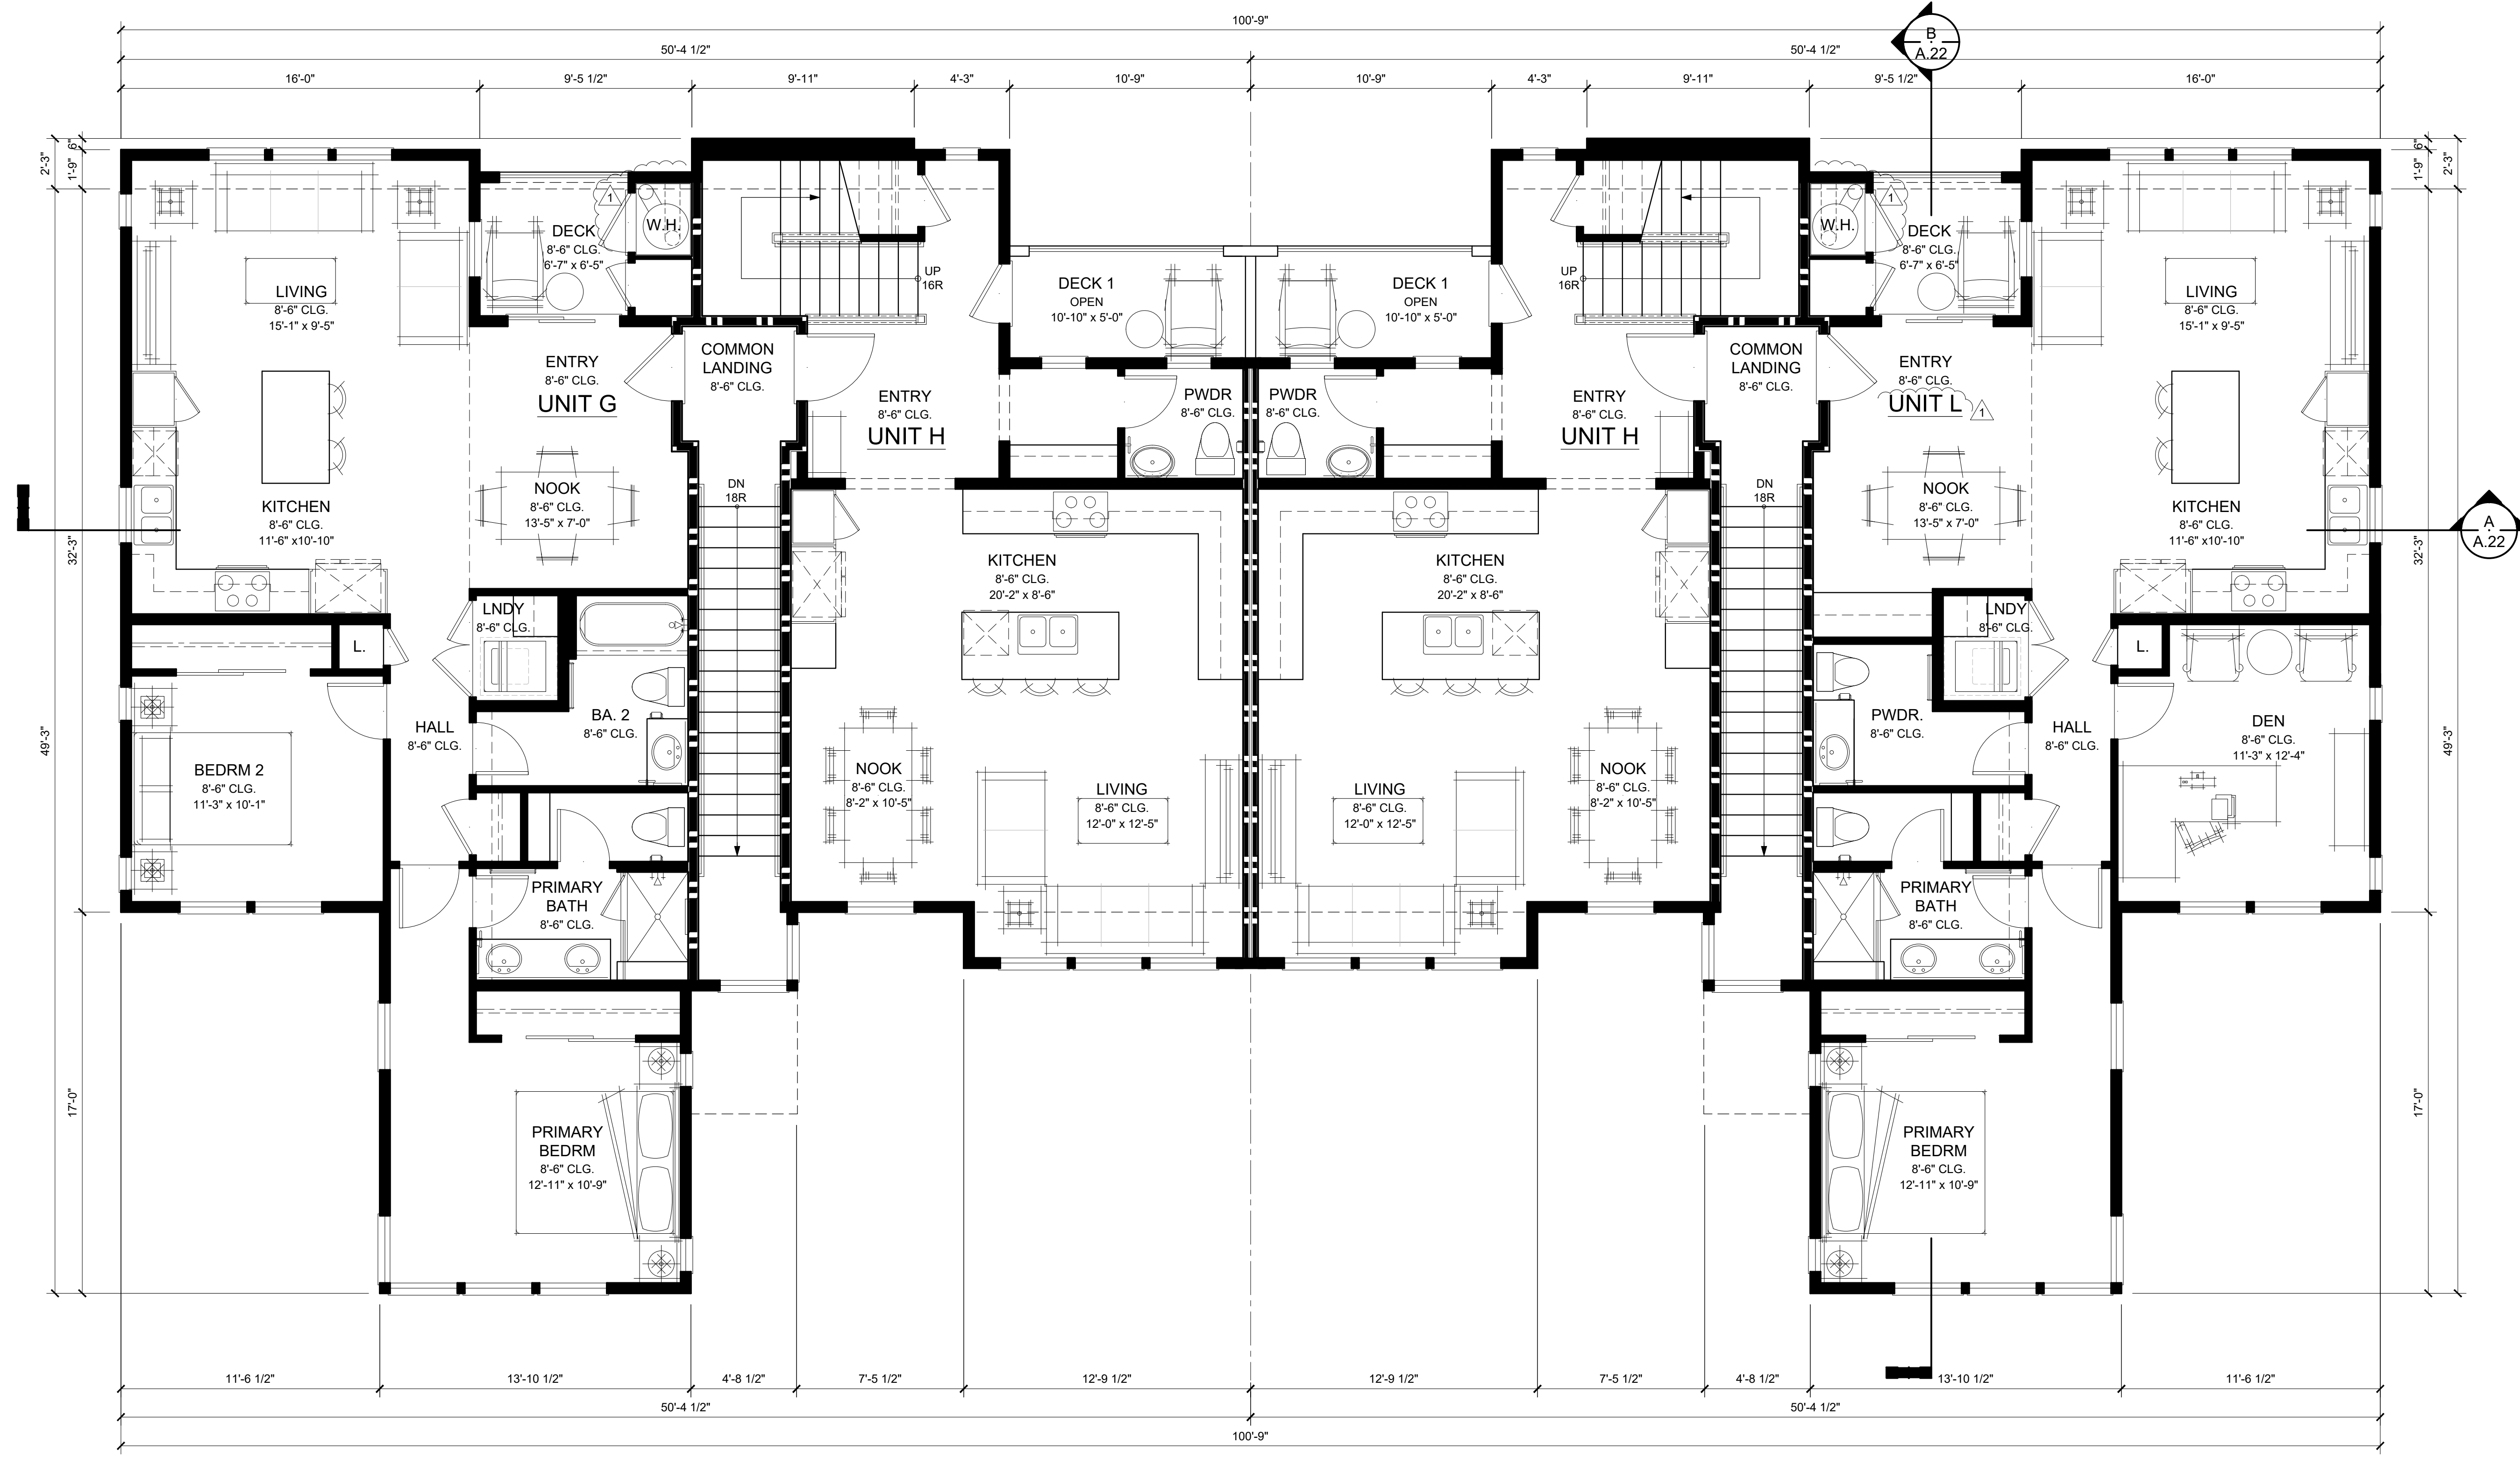 100'-9"
50'-4 1/2"
50'-4 1/2"
B
A.22
16'-0"
9'-5 1/2"
9'-11"
4'-3"
10'-9"
10'-9"
4'-3"
9'-11"
9'-5 1/2"
16'-0"
2'-3"
6"
1'-9"
6"
1'-9"
2'-3"
LIVING
8'-6" CLG.
15'-1" x 9'-5"
DECK
8'-6" CLG.
6'-7" x 6'-5"
1
W.H.
UP
16R
DECK 1
OPEN
10'-10" x 5'-0"
DECK 1
OPEN
10'-10" x 5'-0"
UP
16R
W.H.
1
DECK
8'-6" CLG.
6'-7" x 6'-5"
LIVING
8'-6" CLG.
15'-1" x 9'-5"
ENTRY
8'-6" CLG.
UNIT G
COMMON
LANDING
8'-6" CLG.
ENTRY
8'-6" CLG.
UNIT H
PWDR
8'-6" CLG.
PWDR
8'-6" CLG.
ENTRY
8'-6" CLG.
UNIT H
COMMON
LANDING
8'-6" CLG.
ENTRY
8'-6" CLG.
UNIT L
1
KITCHEN
8'-6" CLG.
11'-6" x10'-10"
NOOK
8'-6" CLG.
13'-5" x 7'-0"
DN
18R
KITCHEN
8'-6" CLG.
20'-2" x 8'-6"
KITCHEN
8'-6" CLG.
20'-2" x 8'-6"
DN
18R
NOOK
8'-6" CLG.
13'-5" x 7'-0"
KITCHEN
8'-6" CLG.
11'-6" x10'-10"
A
A.22
32'-3"
32'-3"
49'-3"
49'-3"
LNDY
8'-6" CLG.
L.
LNDY
8'-6" CLG.
L.
BEDRM 2
8'-6" CLG.
11'-3" x 10'-1"
HALL
8'-6" CLG.
BA. 2
8'-6" CLG.
NOOK
8'-6" CLG.
8'-2" x 10'-5"
LIVING
8'-6" CLG.
12'-0" x 12'-5"
LIVING
8'-6" CLG.
12'-0" x 12'-5"
NOOK
8'-6" CLG.
8'-2" x 10'-5"
PWDR.
8'-6" CLG.
HALL
8'-6" CLG.
DEN
8'-6" CLG.
11'-3" x 12'-4"
PRIMARY
BATH
8'-6" CLG.
PRIMARY
BATH
8'-6" CLG.
17'-0"
17'-0"
PRIMARY
BEDRM
8'-6" CLG.
12'-11" x 10'-9"
PRIMARY
BEDRM
8'-6" CLG.
12'-11" x 10'-9"
11'-6 1/2"
13'-10 1/2"
4'-8 1/2"
7'-5 1/2"
12'-9 1/2"
12'-9 1/2"
7'-5 1/2"
4'-8 1/2"
13'-10 1/2"
11'-6 1/2"
50'-4 1/2"
50'-4 1/2"
100'-9"